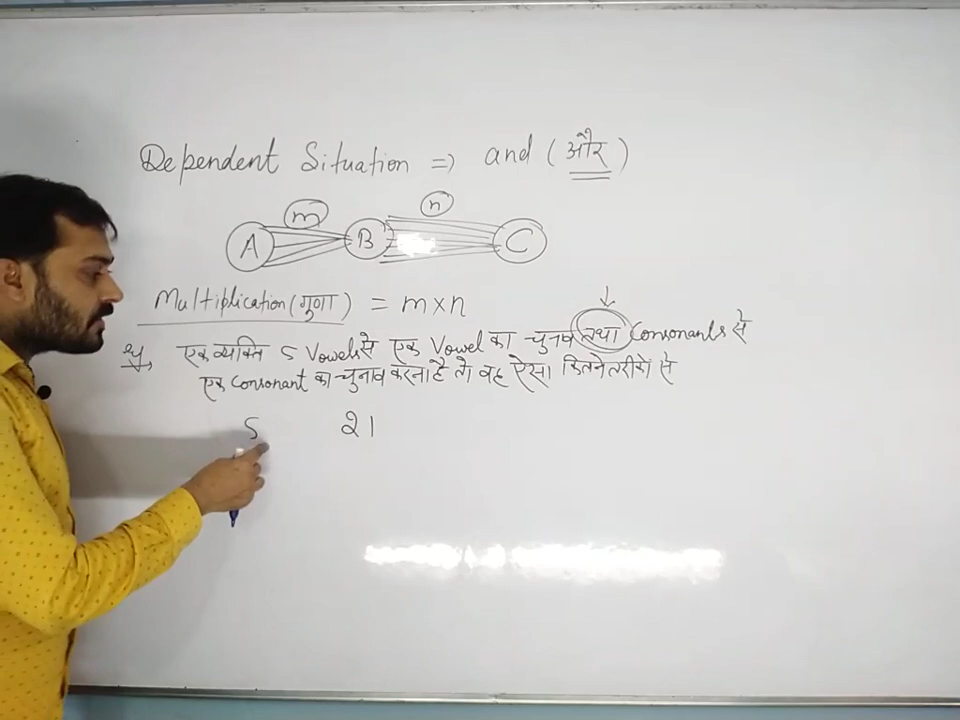 Dependent Situation => and (और)
m n
A B C
Multiplication (गुणा) = m×n
एक व्यक्ति 5 Vowels से एक Vowel का चुनाव तथा Consonants से
एक Consonant का चुनाव करना है तो वह ऐसा कितने तरीको से
5 21